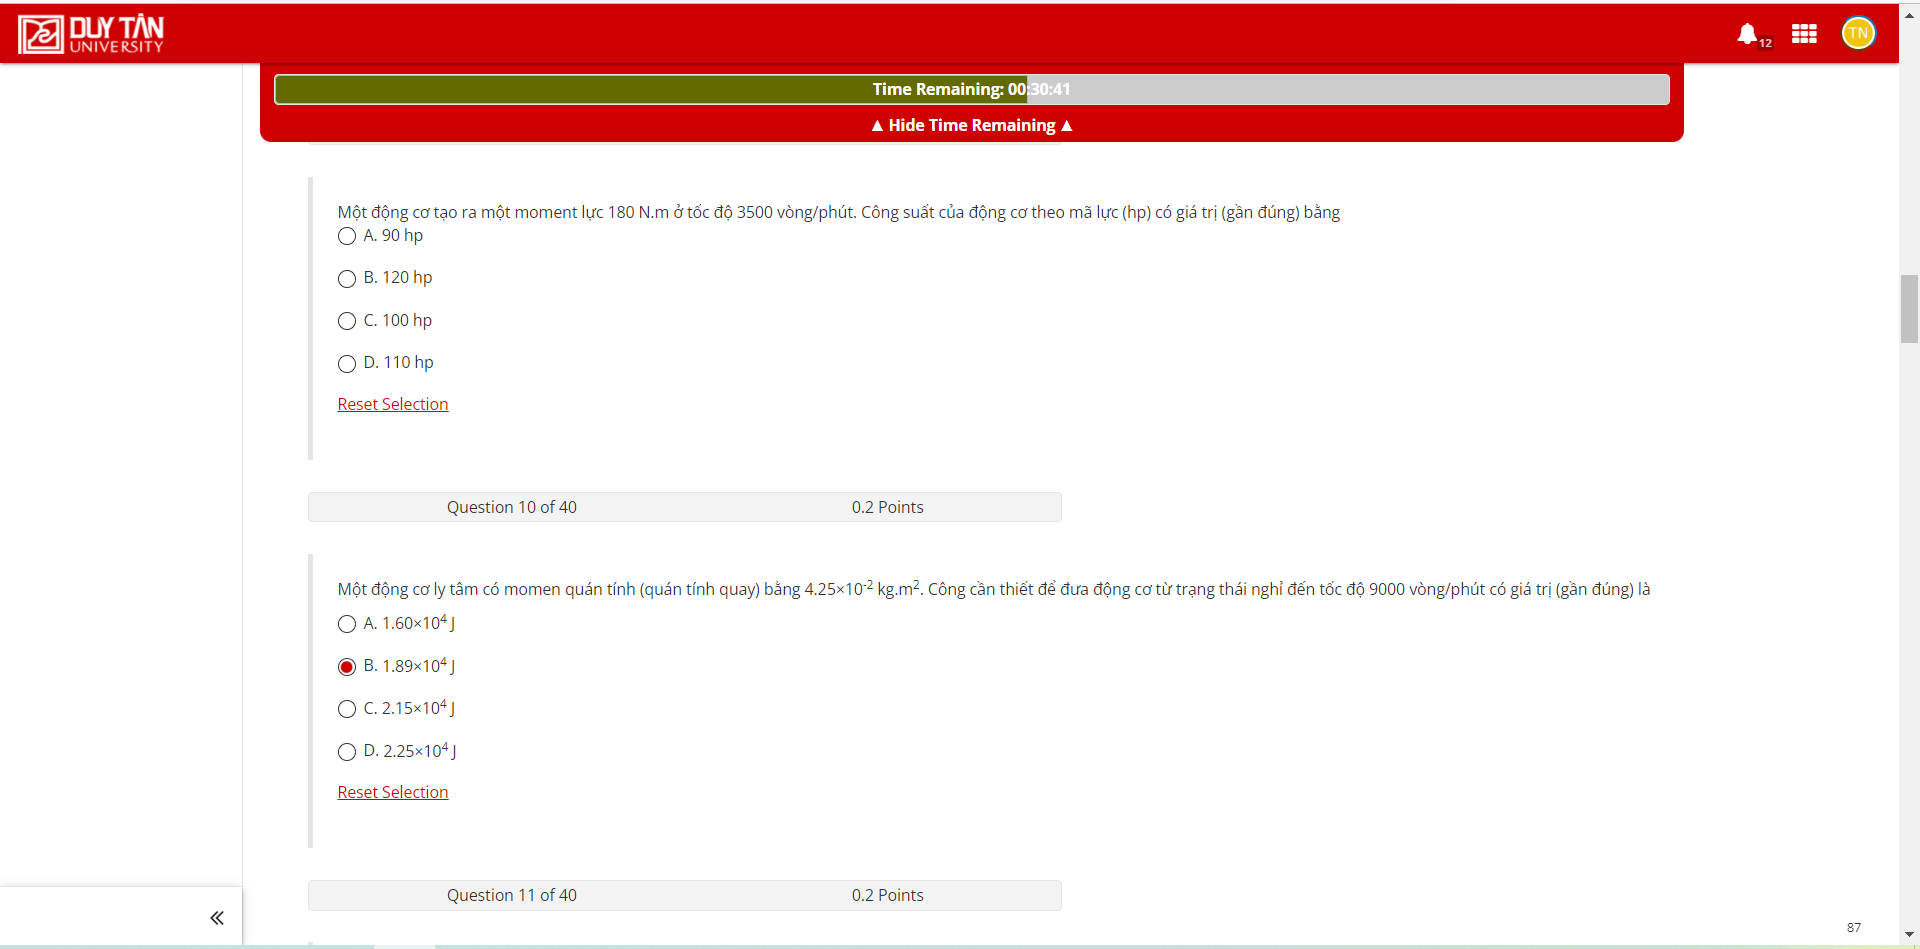 DUY TÂN
UNIVERSITY
12
TN
Time Remaining: 00:30:41
▲ Hide Time Remaining ▲
Một động cơ tạo ra một moment lực 180 N.m ở tốc độ 3500 vòng/phút. Công suất của động cơ theo mã lực (hp) có giá trị (gần đúng) bằng
A. 90 hp
B. 120 hp
C. 100 hp
D. 110 hp
Reset Selection
Question 10 of 40 0.2 Points
Một động cơ ly tâm có momen quán tính (quán tính quay) bằng 4.25×10⁻² kg.m². Công cần thiết để đưa động cơ từ trạng thái nghỉ đến tốc độ 9000 vòng/phút có giá trị (gần đúng) là
A. 1.60×10⁴ J
B. 1.89×10⁴ J
C. 2.15×10⁴ J
D. 2.25×10⁴ J
Reset Selection
Question 11 of 40 0.2 Points
87